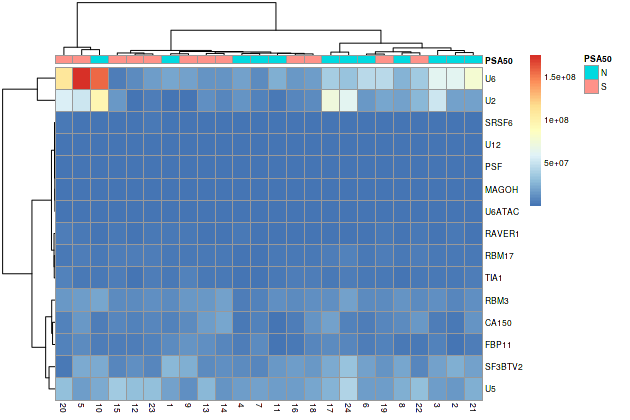 PSA50
U6
U2
SRSF6
U12
PSF
MAGOH
U6ATAC
RAVER1
RBM17
TIA1
RBM3
CA150
FBP11
SF3BTV2
U5
20 5 10 15 12 23 1 9 13 14 4 7 11 16 18 17 24 6 19 8 22 3 2 21
1.5e+08
1e+08
5e+07
PSA50
N
S